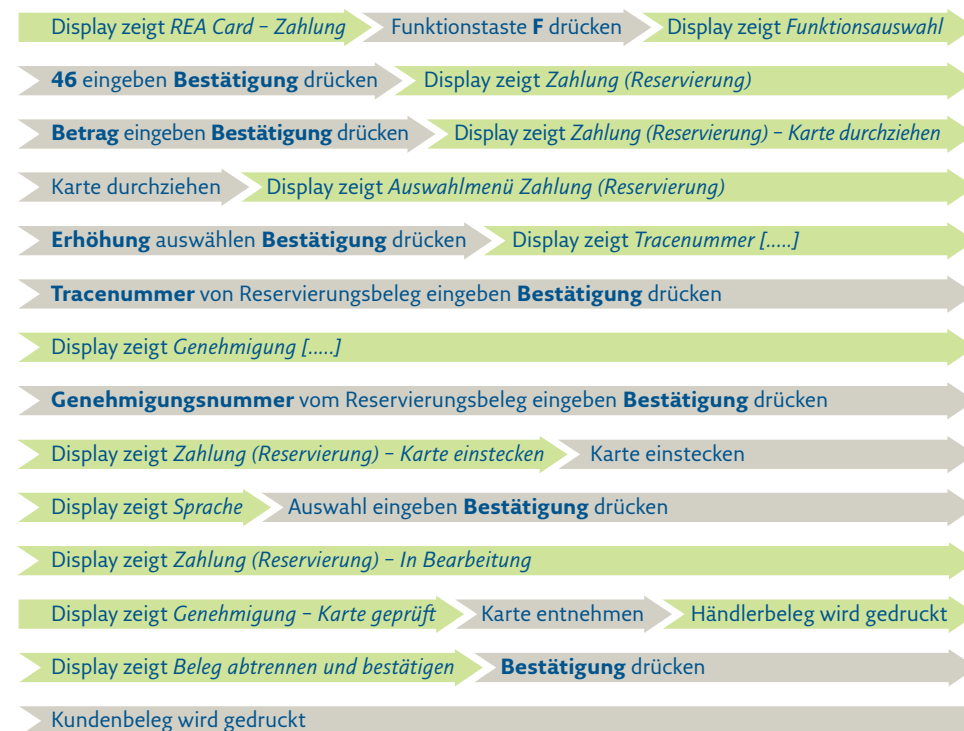 Display zeigt REA Card – Zahlung Funktionstaste F drücken Display zeigt Funktionsauswahl
46 eingeben Bestätigung drücken Display zeigt Zahlung (Reservierung)
Betrag eingeben Bestätigung drücken Display zeigt Zahlung (Reservierung) – Karte durchziehen
Karte durchziehen Display zeigt Auswahlmenü Zahlung (Reservierung)
Erhöhung auswählen Bestätigung drücken Display zeigt Tracenummer [.....]
Tracenummer von Reservierungsbeleg eingeben Bestätigung drücken
Display zeigt Genehmigung [.....]
Genehmigungsnummer vom Reservierungsbeleg eingeben Bestätigung drücken
Display zeigt Zahlung (Reservierung) – Karte einstecken Karte einstecken
Display zeigt Sprache Auswahl eingeben Bestätigung drücken
Display zeigt Zahlung (Reservierung) – In Bearbeitung
Display zeigt Genehmigung – Karte geprüft Karte entnehmen Händlerbeleg wird gedruckt
Display zeigt Beleg abtrennen und bestätigen Bestätigung drücken
Kundenbeleg wird gedruckt